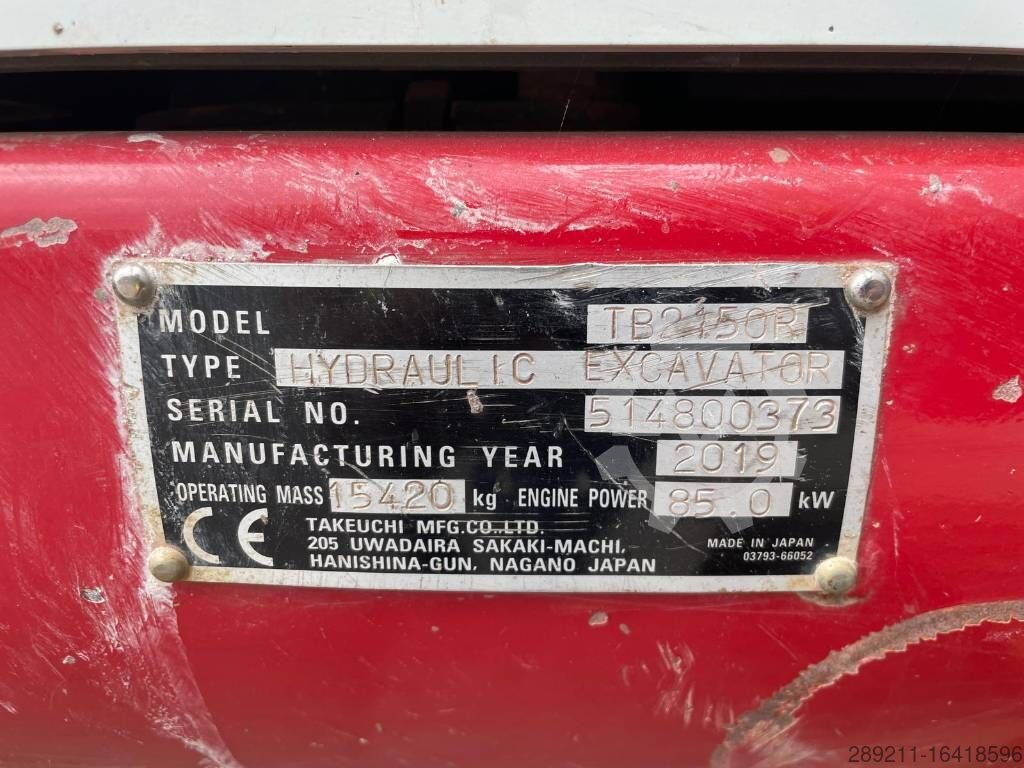 MODEL TB2150R
TYPE HYDRAULIC EXCAVATOR
SERIAL NO. 514800373
MANUFACTURING YEAR 2019
OPERATING MASS 15420 kg ENGINE POWER 85.0 kW
CE TAKEUCHI MFG.CO.,LTD.
205 UWADAIRA SAKAKI-MACHI,
HANISHINA-GUN, NAGANO JAPAN
MADE IN JAPAN
03793-66052
289211-16418596